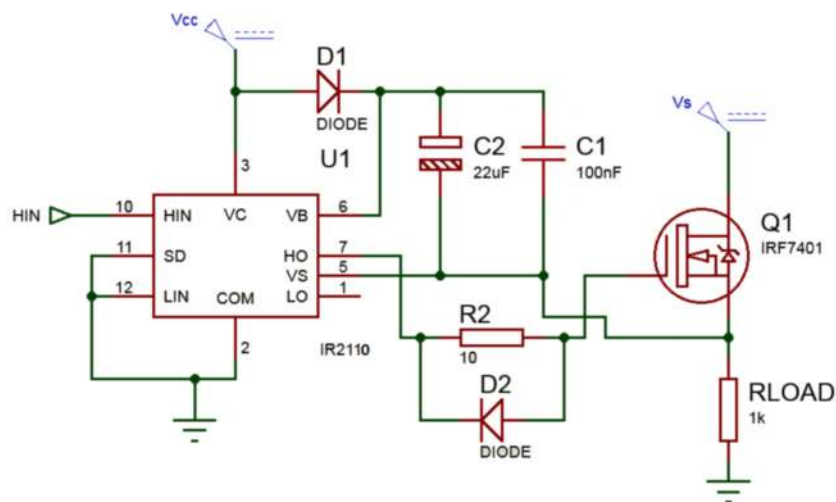 Vcc
D1
DIODE
Vs
U1
C2
22uF
C1
100nF
3
HIN
10
HIN
VC
VB
6
11
SD
HO
7
VS
5
12
LIN
COM
LO
1
2
IR2110
Q1
IRF7401
R2
10
D2
DIODE
RLOAD
1k